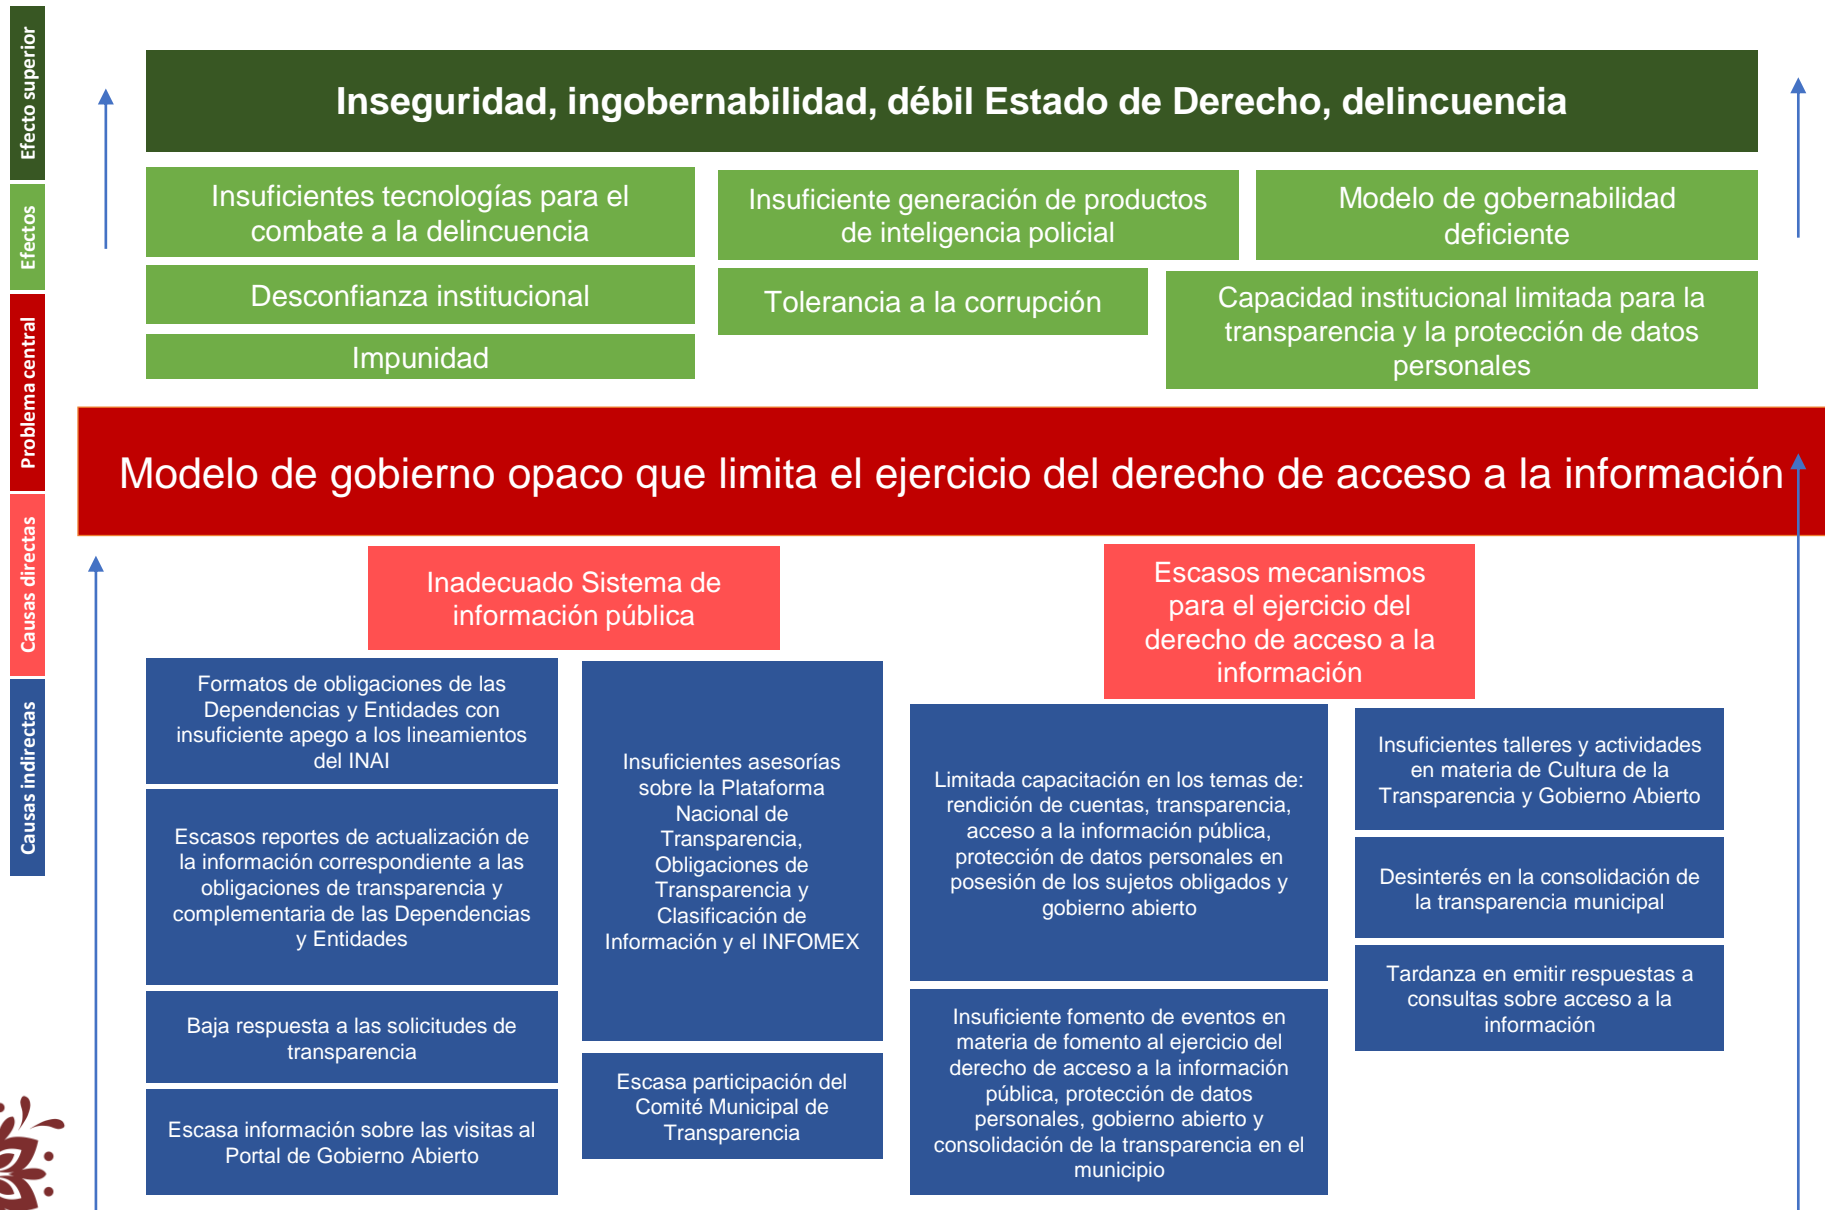 Efecto superior
Efectos
Problema central
Causas directas
Causas indirectas
Inseguridad, ingobernabilidad, débil Estado de Derecho, delincuencia
Insuficientes tecnologías para el
combate a la delincuencia
Insuficiente generación de productos
de inteligencia policial
Modelo de gobernabilidad
deficiente
Desconfianza institucional
Tolerancia a la corrupción
Capacidad institucional limitada para la
transparencia y la protección de datos
personales
Impunidad
Modelo de gobierno opaco que limita el ejercicio del derecho de acceso a la información
Inadecuado Sistema de
información pública
Escasos mecanismos
para el ejercicio del
derecho de acceso a la
información
Formatos de obligaciones de las
Dependencias y Entidades con
insuficiente apego a los lineamientos
del INAI
Escasos reportes de actualización de
la información correspondiente a las
obligaciones de transparencia y
complementaria de las Dependencias
y Entidades
Baja respuesta a las solicitudes de
transparencia
Escasa información sobre las visitas al
Portal de Gobierno Abierto
Insuficientes asesorías
sobre la Plataforma
Nacional de
Transparencia,
Obligaciones de
Transparencia y
Clasificación de
Información y el INFOMEX
Escasa participación del
Comité Municipal de
Transparencia
Limitada capacitación en los temas de:
rendición de cuentas, transparencia,
acceso a la información pública,
protección de datos personales en
posesión de los sujetos obligados y
gobierno abierto
Insuficiente fomento de eventos en
materia de fomento al ejercicio del
derecho de acceso a la información
pública, protección de datos
personales, gobierno abierto y
consolidación de la transparencia en el
municipio
Insuficientes talleres y actividades
en materia de Cultura de la
Transparencia y Gobierno Abierto
Desinterés en la consolidación de
la transparencia municipal
Tardanza en emitir respuestas a
consultas sobre acceso a la
información